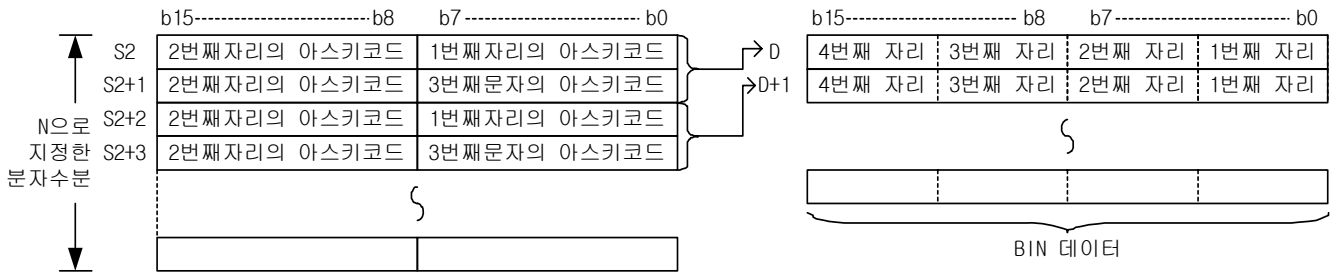 b15 b8 b7 b0
S2 2번째자리의 아스키코드 1번째자리의 아스키코드
S2+1 2번째자리의 아스키코드 3번째문자의 아스키코드
S2+2 2번째자리의 아스키코드 1번째자리의 아스키코드
S2+3 2번째자리의 아스키코드 3번째문자의 아스키코드
N으로
지정한
분자수분
b15 b8 b7 b0
D 4번째 자리 3번째 자리 2번째 자리 1번째 자리
D+1 4번째 자리 3번째 자리 2번째 자리 1번째 자리
BIN 데이터